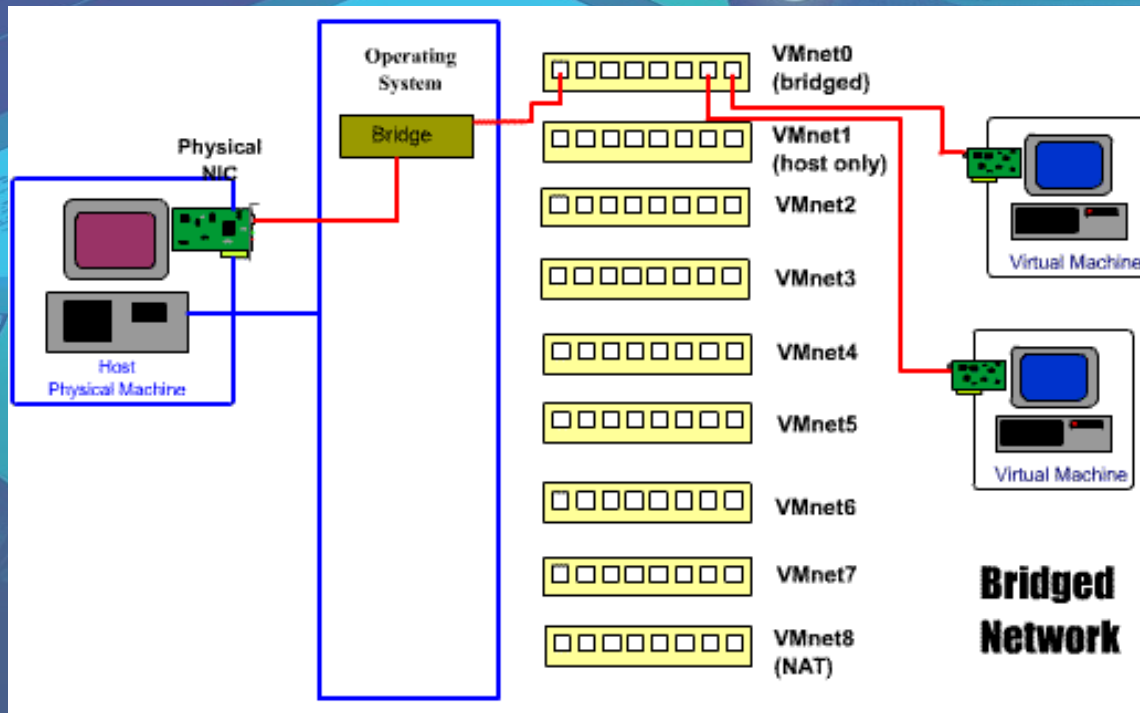 Operating
System
Bridge
Physical
NIC
Host
Physical Machine
VMnet0
(bridged)
VMnet1
(host only)
VMnet2
VMnet3
VMnet4
VMnet5
VMnet6
VMnet7
VMnet8
(NAT)
Virtual Machine
Virtual Machine
Bridged
Network